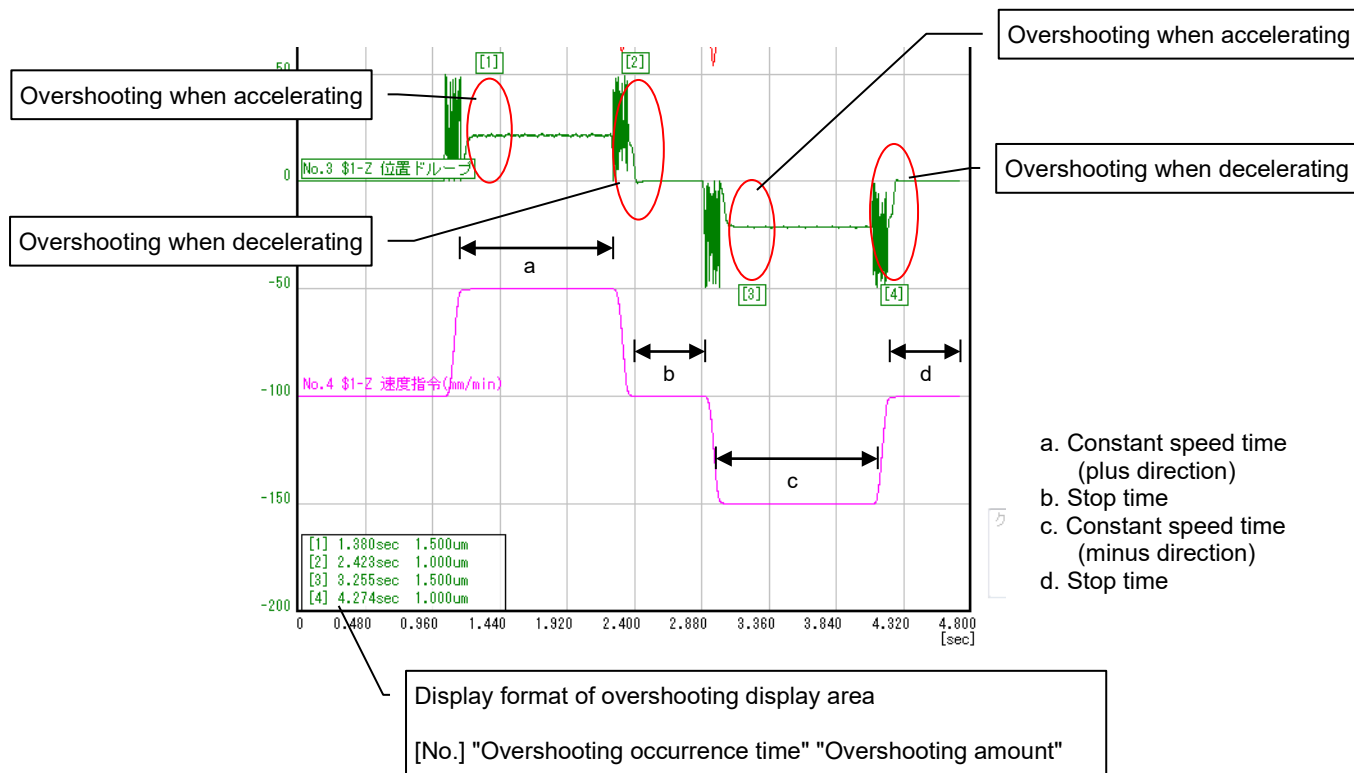 Overshooting when accelerating
Overshooting when accelerating
[1]
[2]
50
Overshooting when decelerating
No.3 $1-Z 位置ドループ
0
Overshooting when decelerating
a
-50
[3]
[4]
b
d
No.4 $1-Z 速度指令(mm/min)
-100
a. Constant speed time
(plus direction)
b. Stop time
c. Constant speed time
(minus direction)
d. Stop time
c
-150
ク
[1] 1.380sec 1.500um
[2] 2.423sec 1.000um
[3] 3.255sec 1.500um
[4] 4.274sec 1.000um
-200
0 0.480 0.960 1.440 1.920 2.400 2.880 3.360 3.840 4.320 4.800
[sec]
Display format of overshooting display area
[No.] "Overshooting occurrence time" "Overshooting amount"